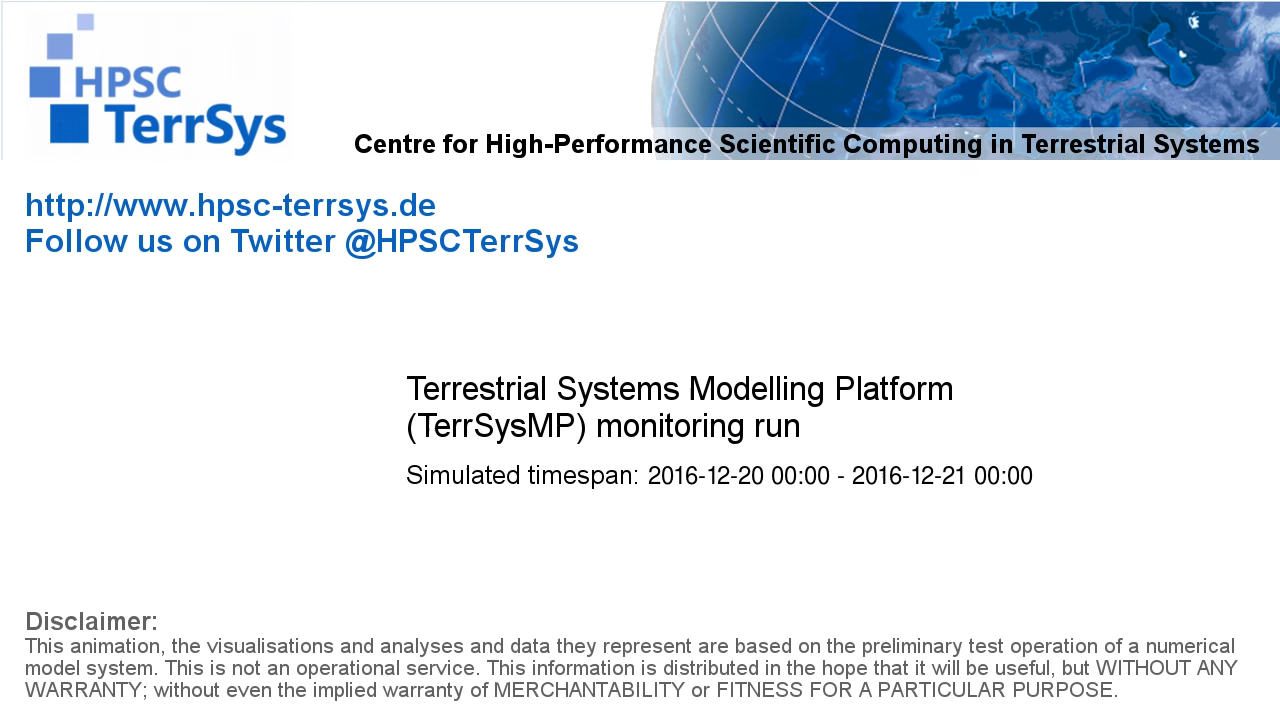 HPSC
TerrSys
Centre for High-Performance Scientific Computing in Terrestrial Systems
http://www.hpsc-terrsys.de
Follow us on Twitter @HPSCTerrSys
Terrestrial Systems Modelling Platform
(TerrSysMP) monitoring run
Simulated timespan: 2016-12-20 00:00 - 2016-12-21 00:00
Disclaimer:
This animation, the visualisations and analyses and data they represent are based on the preliminary test operation of a numerical
model system. This is not an operational service. This information is distributed in the hope that it will be useful, but WITHOUT ANY
WARRANTY; without even the implied warranty of MERCHANTABILITY or FITNESS FOR A PARTICULAR PURPOSE.